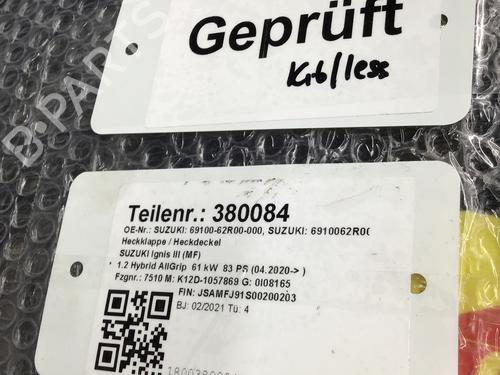 Geprüft
Teilenr.: 380084
OE-Nr.: SUZUKI: 69100-62R00-000, SUZUKI: 6910062R00
Heckklappe / Heckdeckel
SUZUKI Ignis III (MF)
1.2 Hybrid AllGrip 61 kW 83 PS (04.2020-> )
Fzgnr.: 7510 M: K12D-1057869 G: 0I08165
FIN: JSAMFJ91S00200203
BJ: 02/2021 Tü: 4
B-PARTS